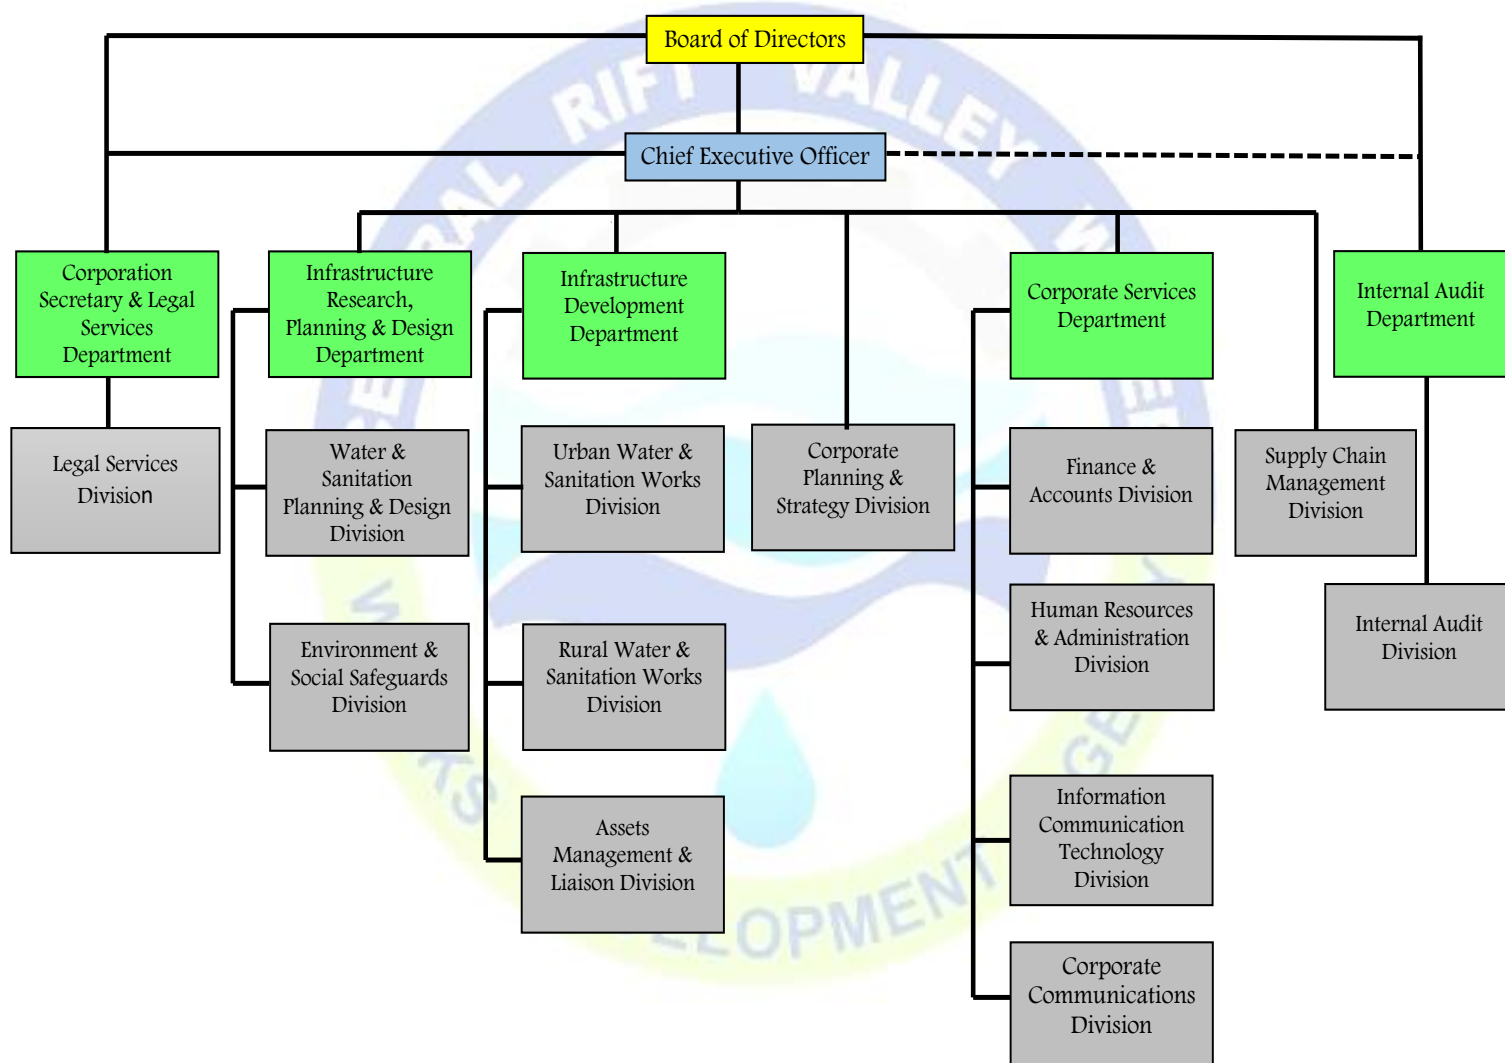 Board of Directors
Chief Executive Officer
Corporation
Secretary & Legal
Services
Department
Infrastructure
Research,
Planning & Design
Department
Infrastructure
Development
Department
Corporate Services
Department
Internal Audit
Department
Legal Services
Division
Water &
Sanitation
Planning & Design
Division
Urban Water &
Sanitation Works
Division
Corporate
Planning &
Strategy Division
Finance &
Accounts Division
Supply Chain
Management
Division
Environment &
Social Safeguards
Division
Rural Water &
Sanitation Works
Division
Human Resources
& Administration
Division
Internal Audit
Division
Assets
Management &
Liaison Division
Information
Communication
Technology
Division
Corporate
Communications
Division
RIFT VALLEY